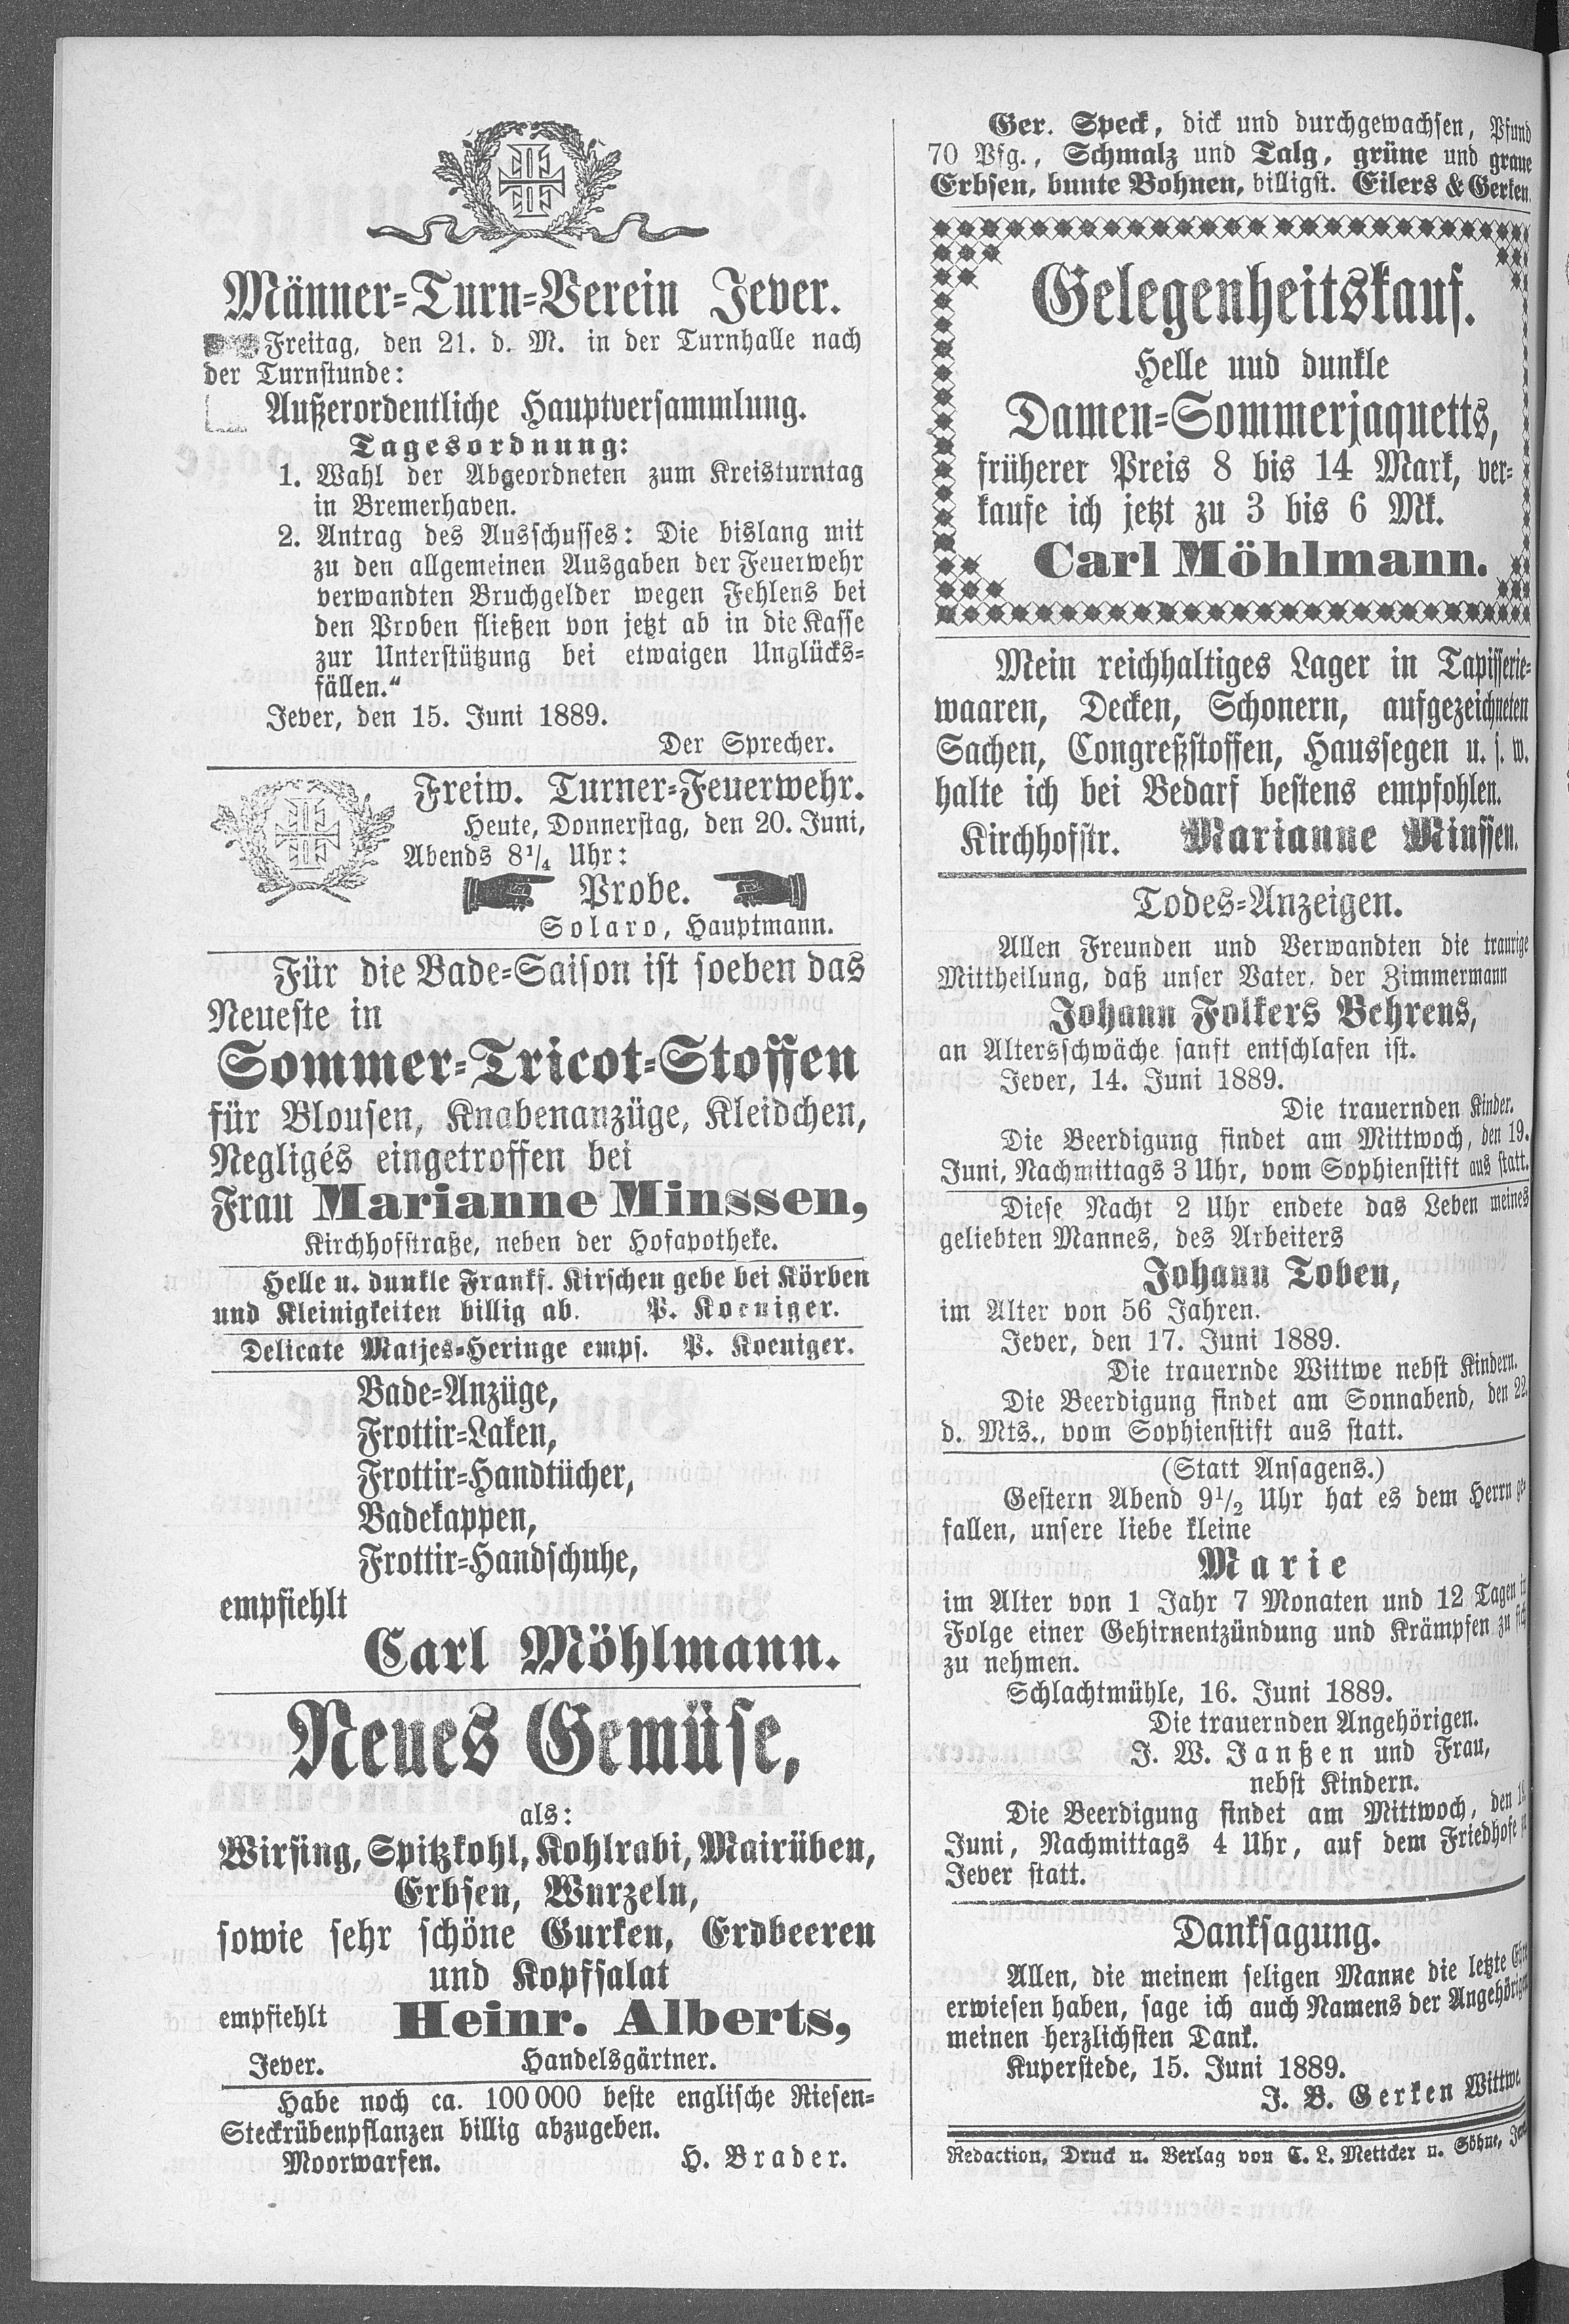 Männer-Turn-Verein Jever.
Freitag, den 21. d. M. in der Turnhalle nach
der Turnstunde:
Außerordentliche Hauptversammlung.
Tagesordnung:
1. Wahl der Abgeordneten zum Kreisturntag
in Bremerhaven.
2. Antrag des Ausschusses: Die bislang mit
zu den allgemeinen Ausgaben der Feuerwehr
verwandten Bruchgelder wegen Fehlens bei
den Proben fließen von jetzt ab in die Kasse
zur Unterstützung bei etwaigen Unglücks-
fällen.“
Jever, den 15. Juni 1889.
Der Sprecher.
Freiw. Turner-Feuerwehr.
Heute, Donnerstag, den 20. Juni,
Abends 8¼ Uhr:
Probe.
Solaro, Hauptmann.
Für die Bade-Saison ist soeben das
Neueste in
Sommer-Tricot-Stoffen
für Blousen, Knabenanzüge, Kleidchen,
Negligés eingetroffen bei
Frau Marianne Minssen,
Kirchhofstraße, neben der Hofapotheke.
Helle u. dunkle Frankf. Kirschen gebe bei Körben
und Kleinigkeiten billig ab. P. Koeniger.
Delicate Matjes-Heringe empf. P. Koeniger.
Bade-Anzüge,
Frottir-Laken,
Frottir-Handtücher,
Badekappen,
Frottir-Handschuhe,
empfiehlt
Carl Möhlmann.
Neues Gemüse,
als:
Wirsing, Spitzkohl, Kohlrabi, Mairüben,
Erbsen, Wurzeln,
sowie sehr schöne Gurken, Erdbeeren
und Kopfsalat
empfiehlt Heinr. Alberts,
Jever. Handelsgärtner.
Habe noch ca. 100 000 beste englische Riesen-
Steckrübenpflanzen billig abzugeben.
Moorwarfen. H. Brader.
Ger. Speck, dick und durchgewachsen, Pfund
70 Pfg., Schmalz und Talg, grüne und graue
Erbsen, bunte Bohnen, billigst. Eilers & Gerken.
Gelegenheitskauf.
Helle und dunkle
Damen-Sommerjaquetts,
früherer Preis 8 bis 14 Mark, ver-
kaufe ich jetzt zu 3 bis 6 Mk.
Carl Möhlmann.
Mein reichhaltiges Lager in Tapisserie-
waaren, Decken, Schonern, aufgezeichneten
Sachen, Congreßstoffen, Haussegen u. s. w.
halte ich bei Bedarf bestens empfohlen.
Kirchhofstr. Marianne Minssen.
Todes-Anzeigen.
Allen Freunden und Verwandten die traurige
Mittheilung, daß unser Vater, der Zimmermann
Johann Folkers Behrens,
an Altersschwäche sanft entschlafen ist.
Jever, 14. Juni 1889.
Die trauernden Kinder.
Die Beerdigung findet am Mittwoch, den 19.
Juni, Nachmittags 3 Uhr, vom Sophienstift aus statt.
Diese Nacht 2 Uhr endete das Leben meines
geliebten Mannes, des Arbeiters
Johann Toben,
im Alter von 56 Jahren.
Jever, den 17. Juni 1889.
Die trauernde Wittwe nebst Kindern.
Die Beerdigung findet am Sonnabend, den 22.
d. Mts., vom Sophienstift aus statt.
(Statt Ansagens.)
Gestern Abend 9½ Uhr hat es dem Herrn ge-
fallen, unsere liebe kleine
Marie
im Alter von 1 Jahr 7 Monaten und 12 Tagen in
Folge einer Gehirnentzündung und Krämpfen zu sich
zu nehmen.
Schlachtmühle, 16. Juni 1889.
Die trauernden Angehörigen.
J. W. Janßen und Frau,
nebst Kindern.
Die Beerdigung findet am Mittwoch, den
Juni, Nachmittags 4 Uhr, auf dem Friedhofe
Jever statt.
Danksagung.
Allen, die meinem seligen Manne die letzte Ehre
erwiesen haben, sage ich auch Namens der Angehörigen
meinen herzlichsten Dank.
Kuperstede, 15. Juni 1889.
J. B. Gerken Wittwe.
Redaction, Druck u. Verlag von C. L. Mettcker u. Söhne,